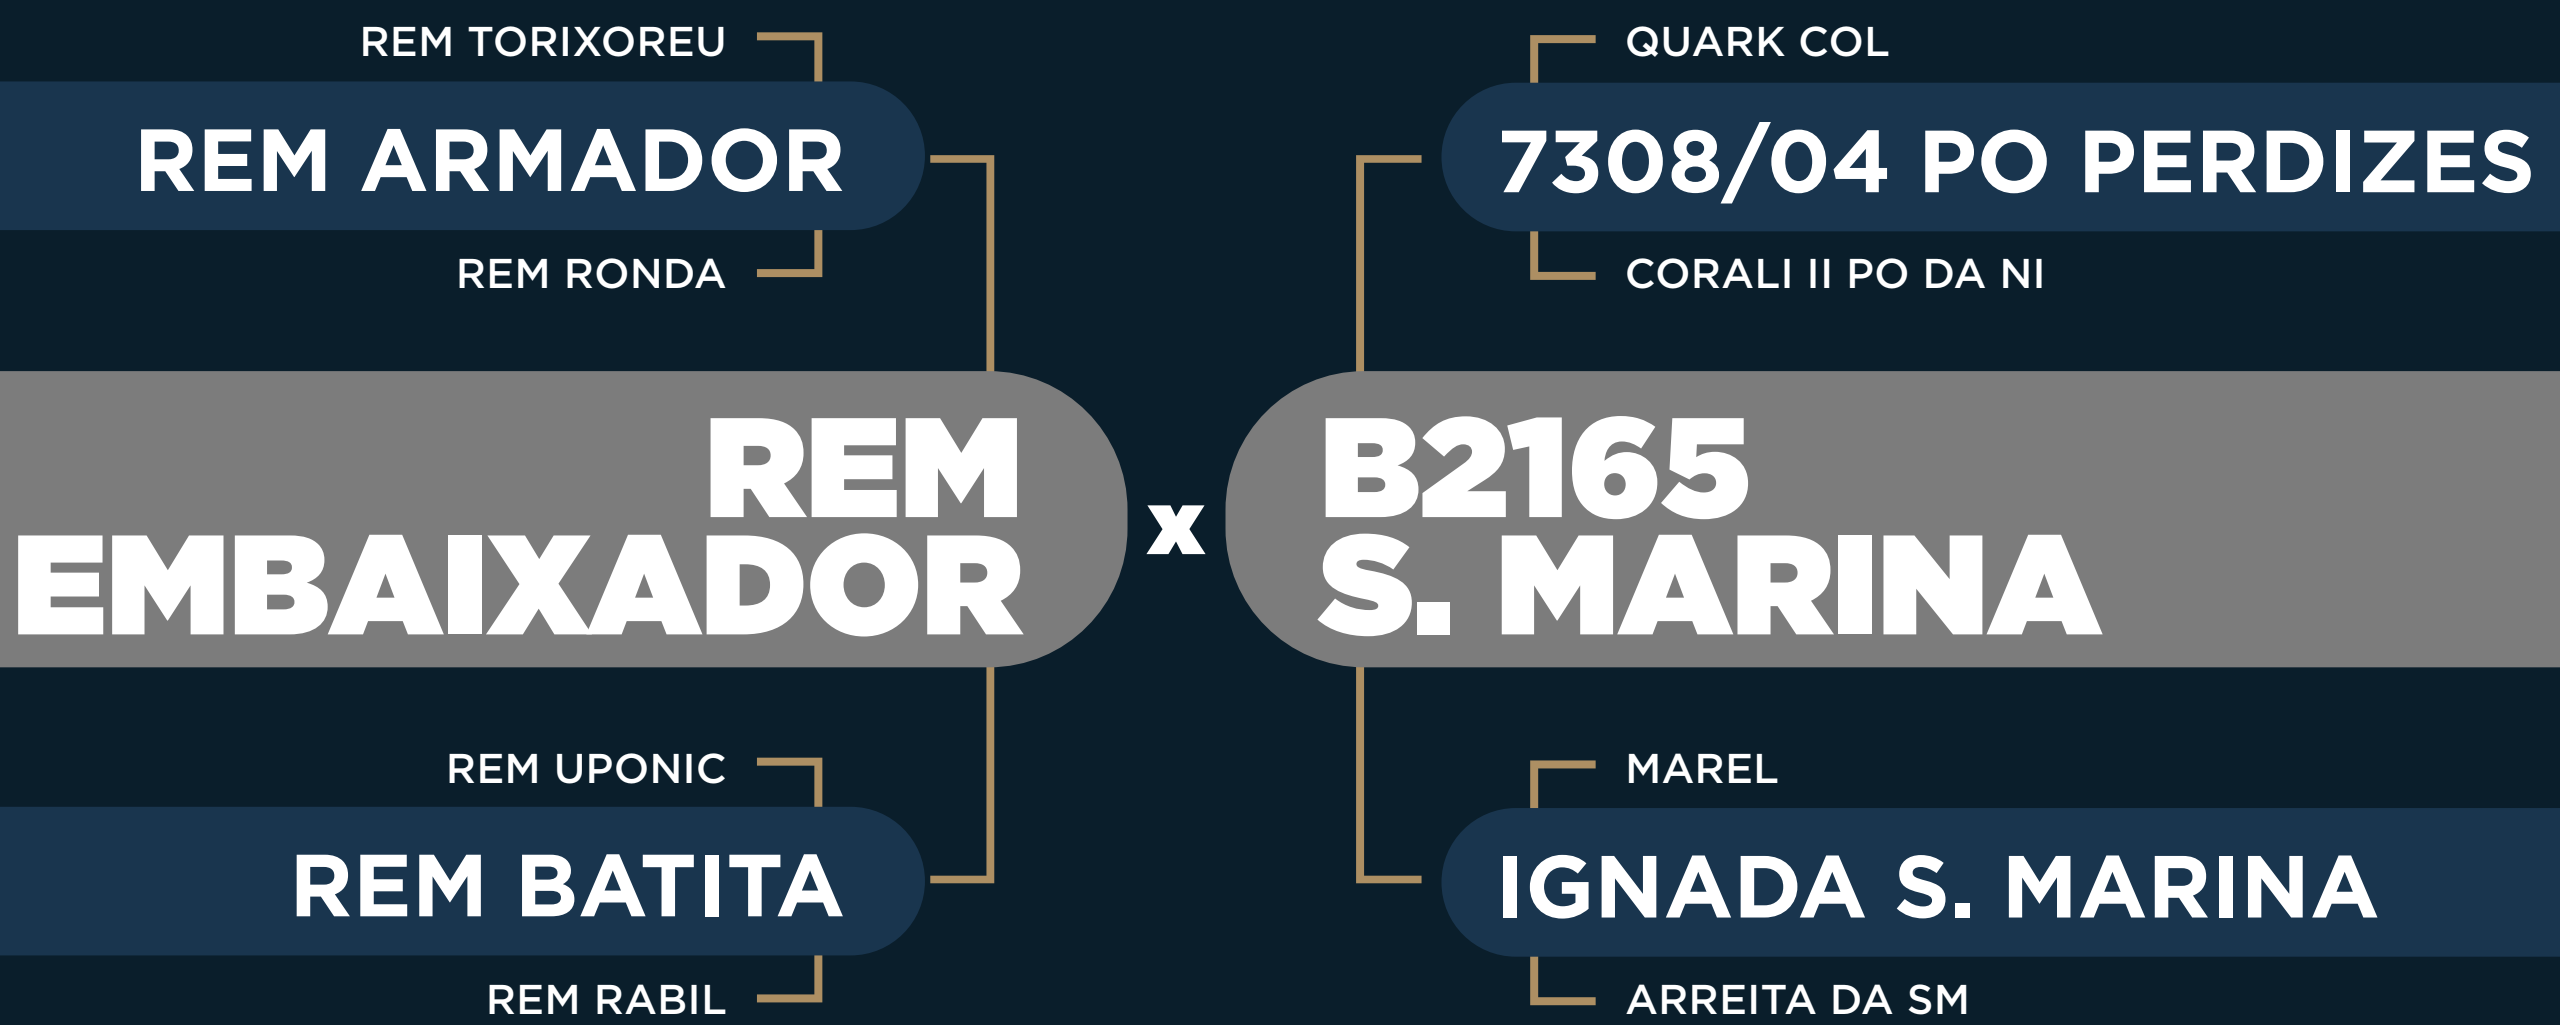 REM TORIXOREU
REM ARMADOR
REM RONDA
REM
EMBAIXADOR
REM UPONIC
REM BATITA
REM RABIL
x
QUARK COL
7308/04 PO PERDIZES
CORALI II PO DA NI
B2165
S. MARINA
MAREL
IGNADA S. MARINA
ARREITA DA SM